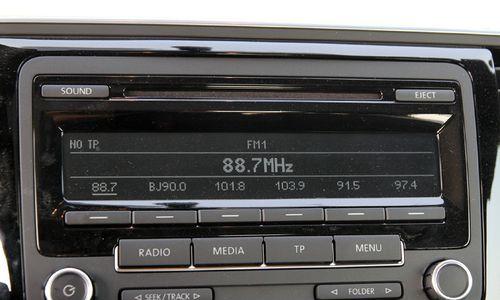 SOUND EJECT
NO TP FM1
88.7MHz
88.7 BJ90.0 101.8 103.9 91.5 97.4
RADIO MEDIA TP MENU
SEEK / TRACK FOLDER